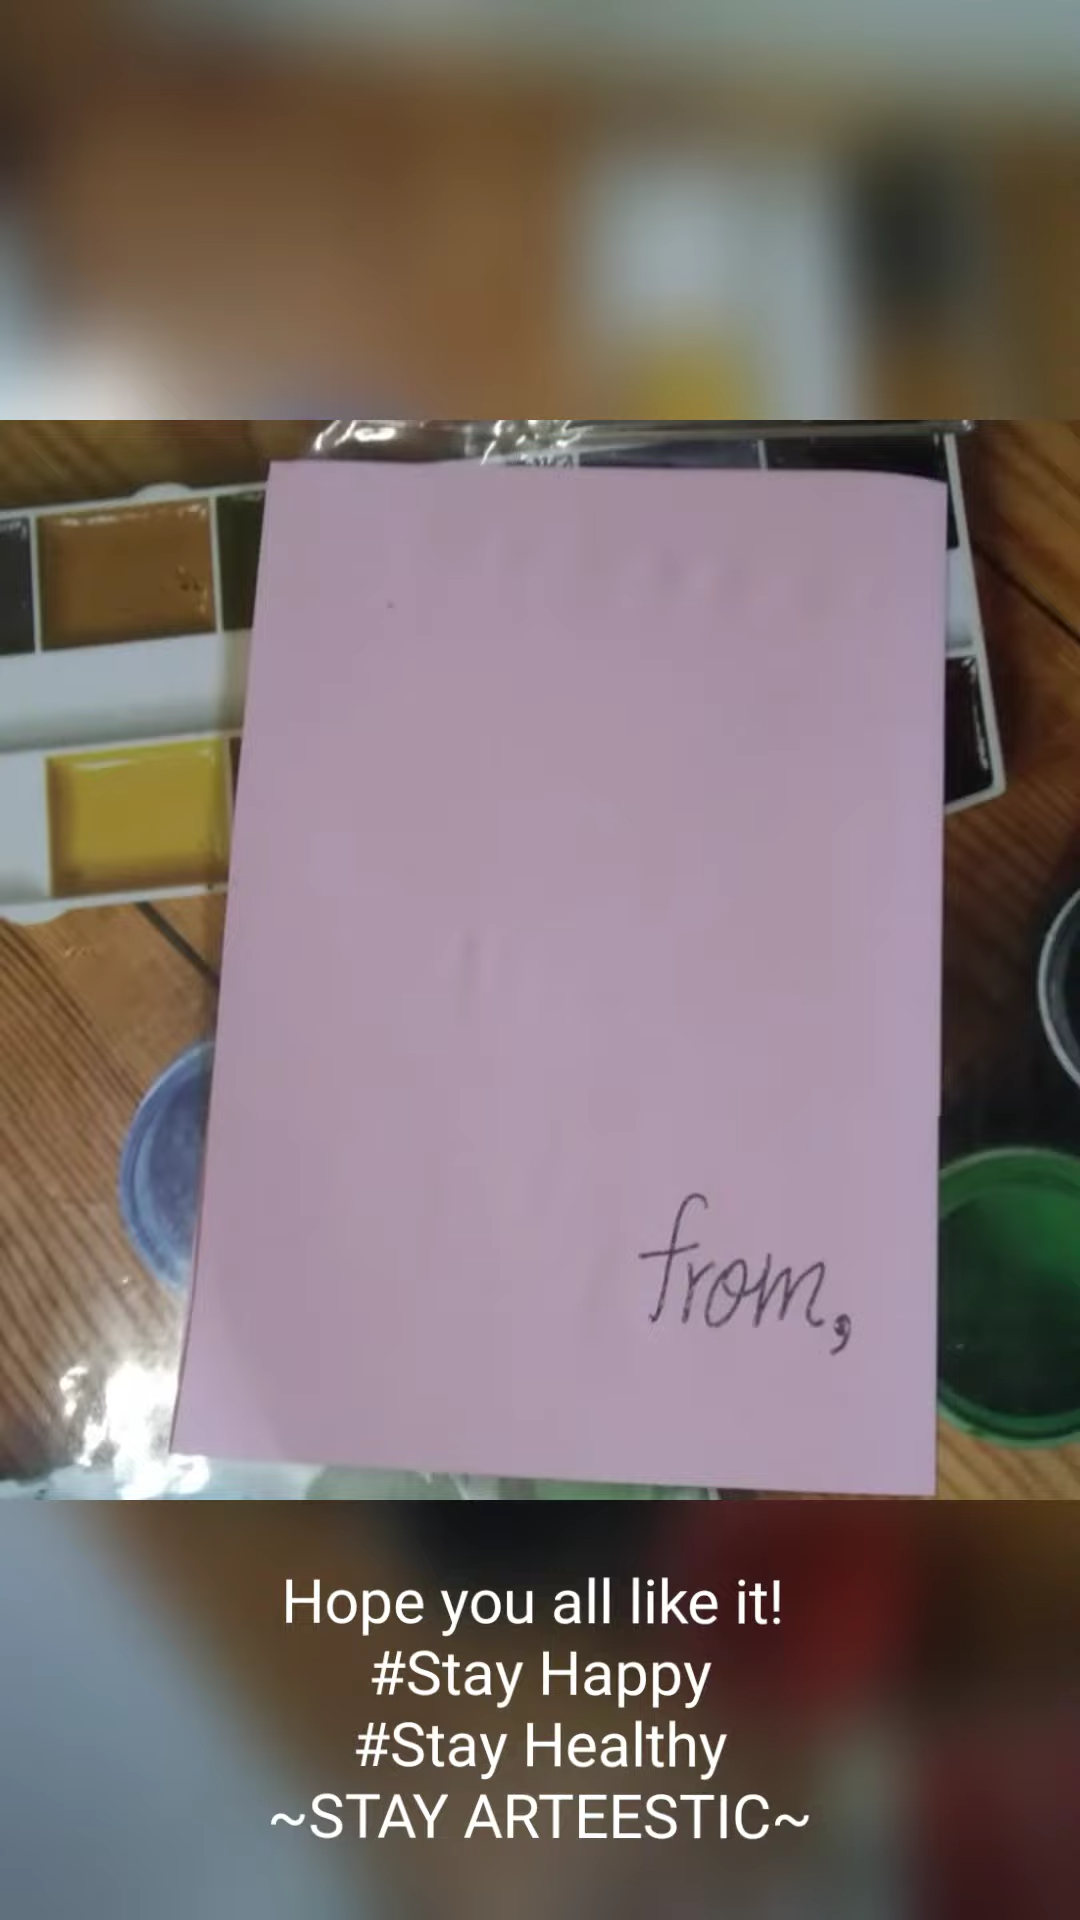 from,
Hope you all like it!
#Stay Happy
#Stay Healthy
~STAY ARTEESTIC~